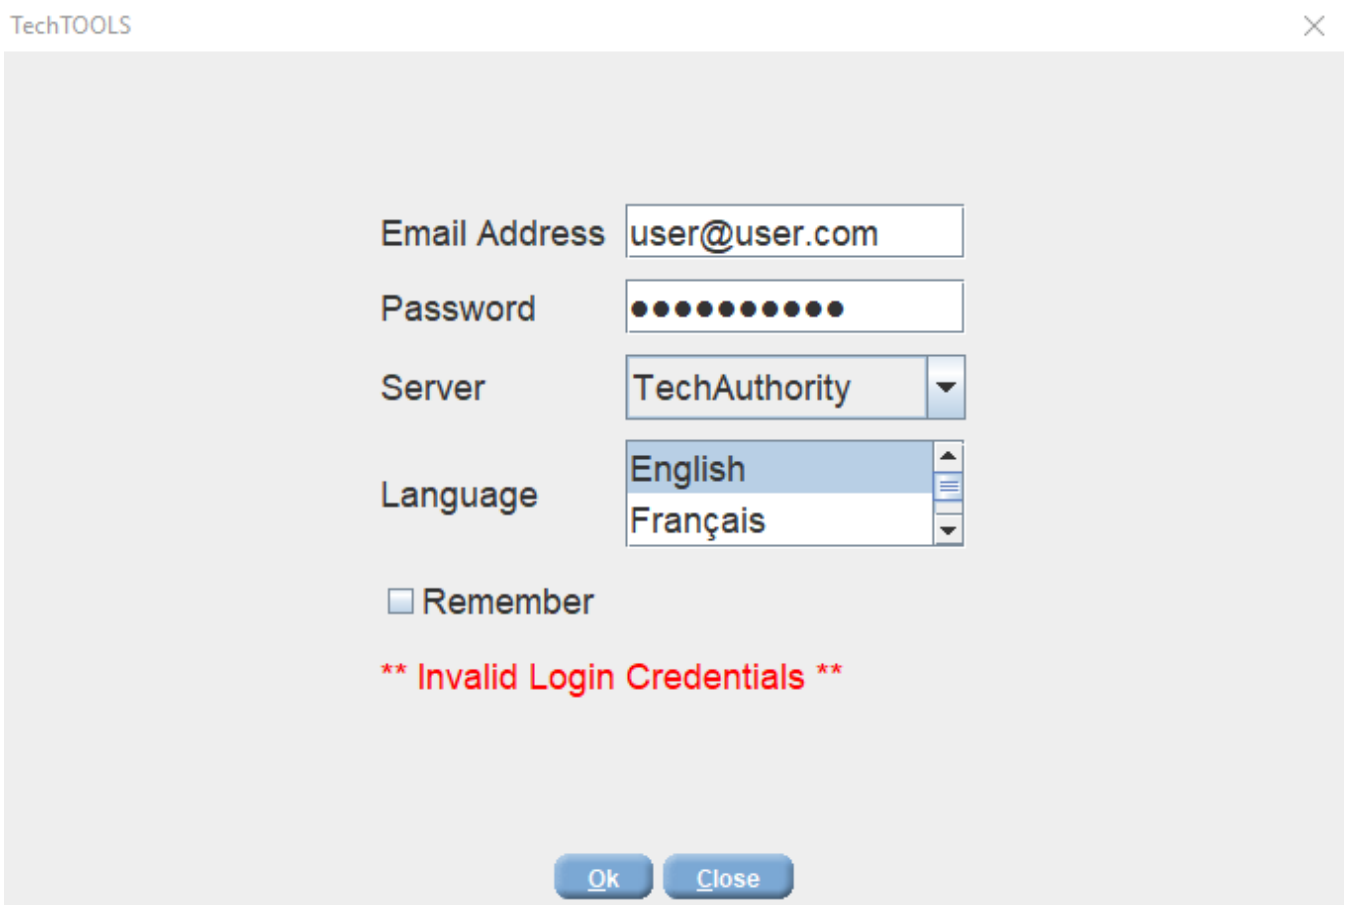 TechTOOLS
Email Address user@user.com
Password ●●●●●●●●●●
Server TechAuthority
Language English
Français
Remember
** Invalid Login Credentials **
Ok Close